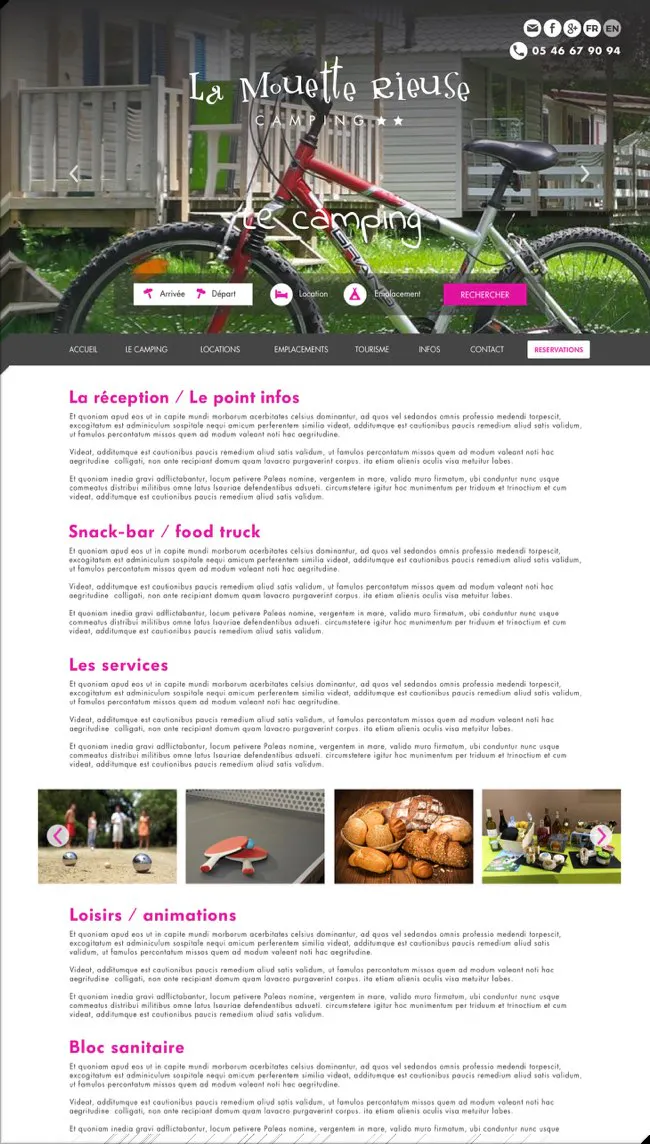 FR EN
05 46 67 90 94
La Mouette Rieuse
CAMPING
Le camping
Arrivée Départ Location Emplacement RECHERCHER
ACCUEIL LE CAMPING LOCATIONS EMPLACEMENTS TOURISME INFOS CONTACT RESERVATIONS
La réception / Le point infos
Et quoniam apud eos ut in capite mundi morborum acerbitates celsius dominantur, ad quos vel sedandos omnis professio medendi torpescit,
excogitatum est adminiculum sospitale nequi amicum perferentem similia videat, additumque est cautionibus paucis remedium aliud satis validum,
ut famulos percontatum missos quem ad modum valeant noti hac aegritudine.
Videat, additumque est cautionibus paucis remedium aliud satis validum, ut famulos percontatum missos quem ad modum valeant noti hac
aegritudine colligati, non ante recipiant domum quam lavacro purgaverint corpus. ita etiam alienis oculis visa metuitur labes.
Et quoniam inedia gravi adflictabantur, locum petivere Paleas nomine, vergentem in mare, valido muro firmatum, ubi conduntur nunc usque
commeatus distribui militibus omne latus Isauriae defendentibus adsueti. circumstetere igitur hoc munimentum per triduum et trinoctium et cum
videat, additumque est cautionibus paucis remedium aliud satis validum.
Snack-bar / food truck
Et quoniam apud eos ut in capite mundi morborum acerbitates celsius dominantur, ad quos vel sedandos omnis professio medendi torpescit,
excogitatum est adminiculum sospitale nequi amicum perferentem similia videat, additumque est cautionibus paucis remedium aliud satis validum,
ut famulos percontatum missos quem ad modum valeant noti hac aegritudine.
Videat, additumque est cautionibus paucis remedium aliud satis validum, ut famulos percontatum missos quem ad modum valeant noti hac
aegritudine colligati, non ante recipiant domum quam lavacro purgaverint corpus. ita etiam alienis oculis visa metuitur labes.
Et quoniam inedia gravi adflictabantur, locum petivere Paleas nomine, vergentem in mare, valido muro firmatum, ubi conduntur nunc usque
commeatus distribui militibus omne latus Isauriae defendentibus adsueti. circumstetere igitur hoc munimentum per triduum et trinoctium et cum
videat, additumque est cautionibus paucis remedium aliud satis validum.
Les services
Et quoniam apud eos ut in capite mundi morborum acerbitates celsius dominantur, ad quos vel sedandos omnis professio medendi torpescit,
excogitatum est adminiculum sospitale nequi amicum perferentem similia videat, additumque est cautionibus paucis remedium aliud satis validum,
ut famulos percontatum missos quem ad modum valeant noti hac aegritudine.
Videat, additumque est cautionibus paucis remedium aliud satis validum, ut famulos percontatum missos quem ad modum valeant noti hac
aegritudine colligati, non ante recipiant domum quam lavacro purgaverint corpus. ita etiam alienis oculis visa metuitur labes.
Et quoniam inedia gravi adflictabantur, locum petivere Paleas nomine, vergentem in mare, valido muro firmatum, ubi conduntur nunc usque
commeatus distribui militibus omne latus Isauriae defendentibus adsueti. circumstetere igitur hoc munimentum per triduum et trinoctium et cum
videat, additumque est cautionibus paucis remedium aliud satis validum.
Loisirs / animations
Et quoniam apud eos ut in capite mundi morborum acerbitates celsius dominantur, ad quos vel sedandos omnis professio medendi torpescit,
excogitatum est adminiculum sospitale nequi amicum perferentem similia videat, additumque est cautionibus paucis remedium aliud satis
validum, ut famulos percontatum missos quem ad modum valeant noti hac aegritudine.
Videat, additumque est cautionibus paucis remedium aliud satis validum, ut famulos percontatum missos quem ad modum valeant noti hac
aegritudine colligati, non ante recipiant domum quam lavacro purgaverint corpus. ita etiam alienis oculis visa metuitur labes.
Et quoniam inedia gravi adflictabantur, locum petivere Paleas nomine, vergentem in mare, valido muro firmatum, ubi conduntur nunc usque
commeatus distribui militibus omne latus Isauriae defendentibus adsueti. circumstetere igitur hoc munimentum per triduum et trinoctium et cum
videat, additumque est cautionibus paucis remedium aliud satis validum.
Bloc sanitaire
Et quoniam apud eos ut in capite mundi morborum acerbitates celsius dominantur, ad quos vel sedandos omnis professio medendi torpescit,
excogitatum est adminiculum sospitale nequi amicum perferentem similia videat, additumque est cautionibus paucis remedium aliud satis validum,
ut famulos percontatum missos quem ad modum valeant noti hac aegritudine.
Videat, additumque est cautionibus paucis remedium aliud satis validum, ut famulos percontatum missos quem ad modum valeant noti hac
aegritudine colligati, non ante recipiant domum quam lavacro purgaverint corpus. ita etiam alienis oculis visa metuitur labes.
Et quoniam inedia gravi adflictabantur, locum petivere Paleas nomine, vergentem in mare, valido muro firmatum, ubi conduntur nunc usque